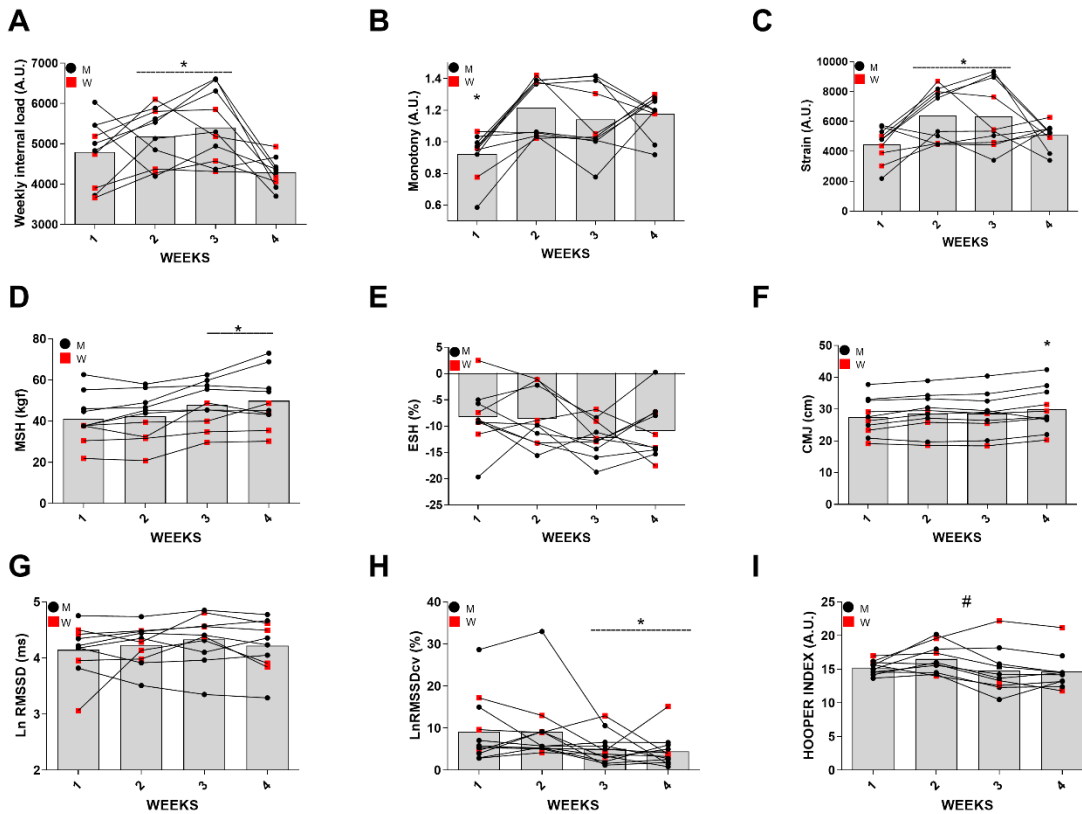 A
Weekly internal load (A.U.)
7000
6000
5000
4000
3000
M
W
*
1 2 3 4
WEEKS
B
Monotony (A.U.)
1.4
1.2
1.0
0.8
0.6
M
W
*
1 2 3 4
WEEKS
C
Strain (A.U.)
10000
8000
6000
4000
2000
0
M
W
*
1 2 3 4
WEEKS
D
MSH (kgf)
80
60
40
20
0
M
W
*
1 2 3 4
WEEKS
E
ESH (%)
5
0
-5
-10
-15
-20
-25
M
W
1 2 3 4
WEEKS
F
CMJ (cm)
50
40
30
20
10
0
M
W
*
1 2 3 4
WEEKS
G
Ln RMSSD (ms)
5
4
3
2
M
W
1 2 3 4
WEEKS
H
LnRMSSDcv (%)
40
30
20
10
0
M
W
*
1 2 3 4
WEEKS
I
HOOPER INDEX (A.U.)
25
20
15
10
5
0
M
W
#
1 2 3 4
WEEKS